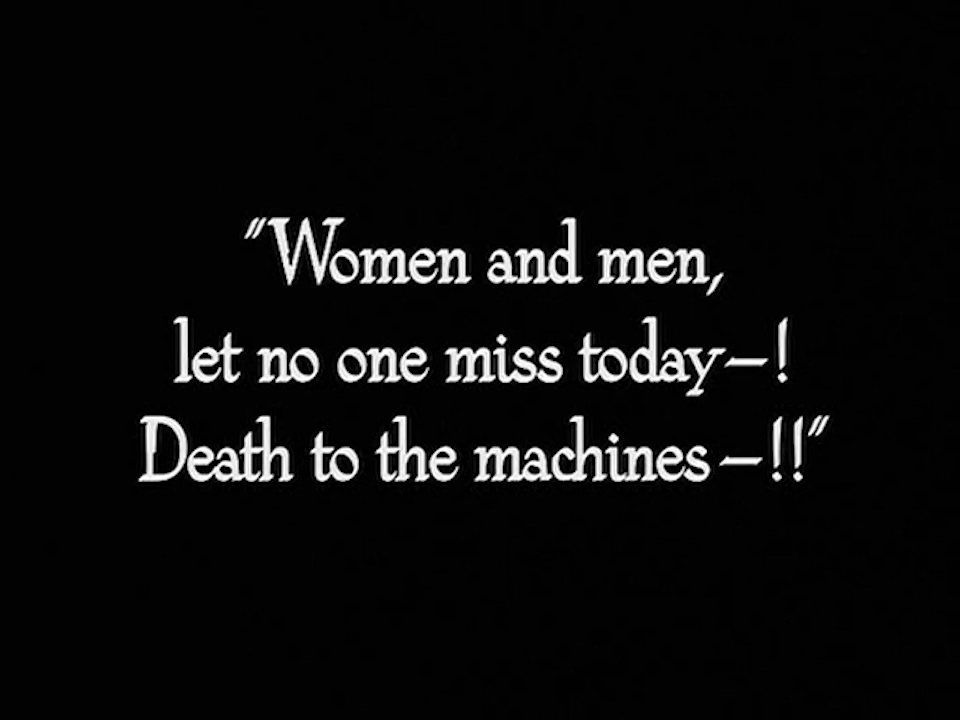 "Women and men,
let no one miss today—!
Death to the machines—!!"